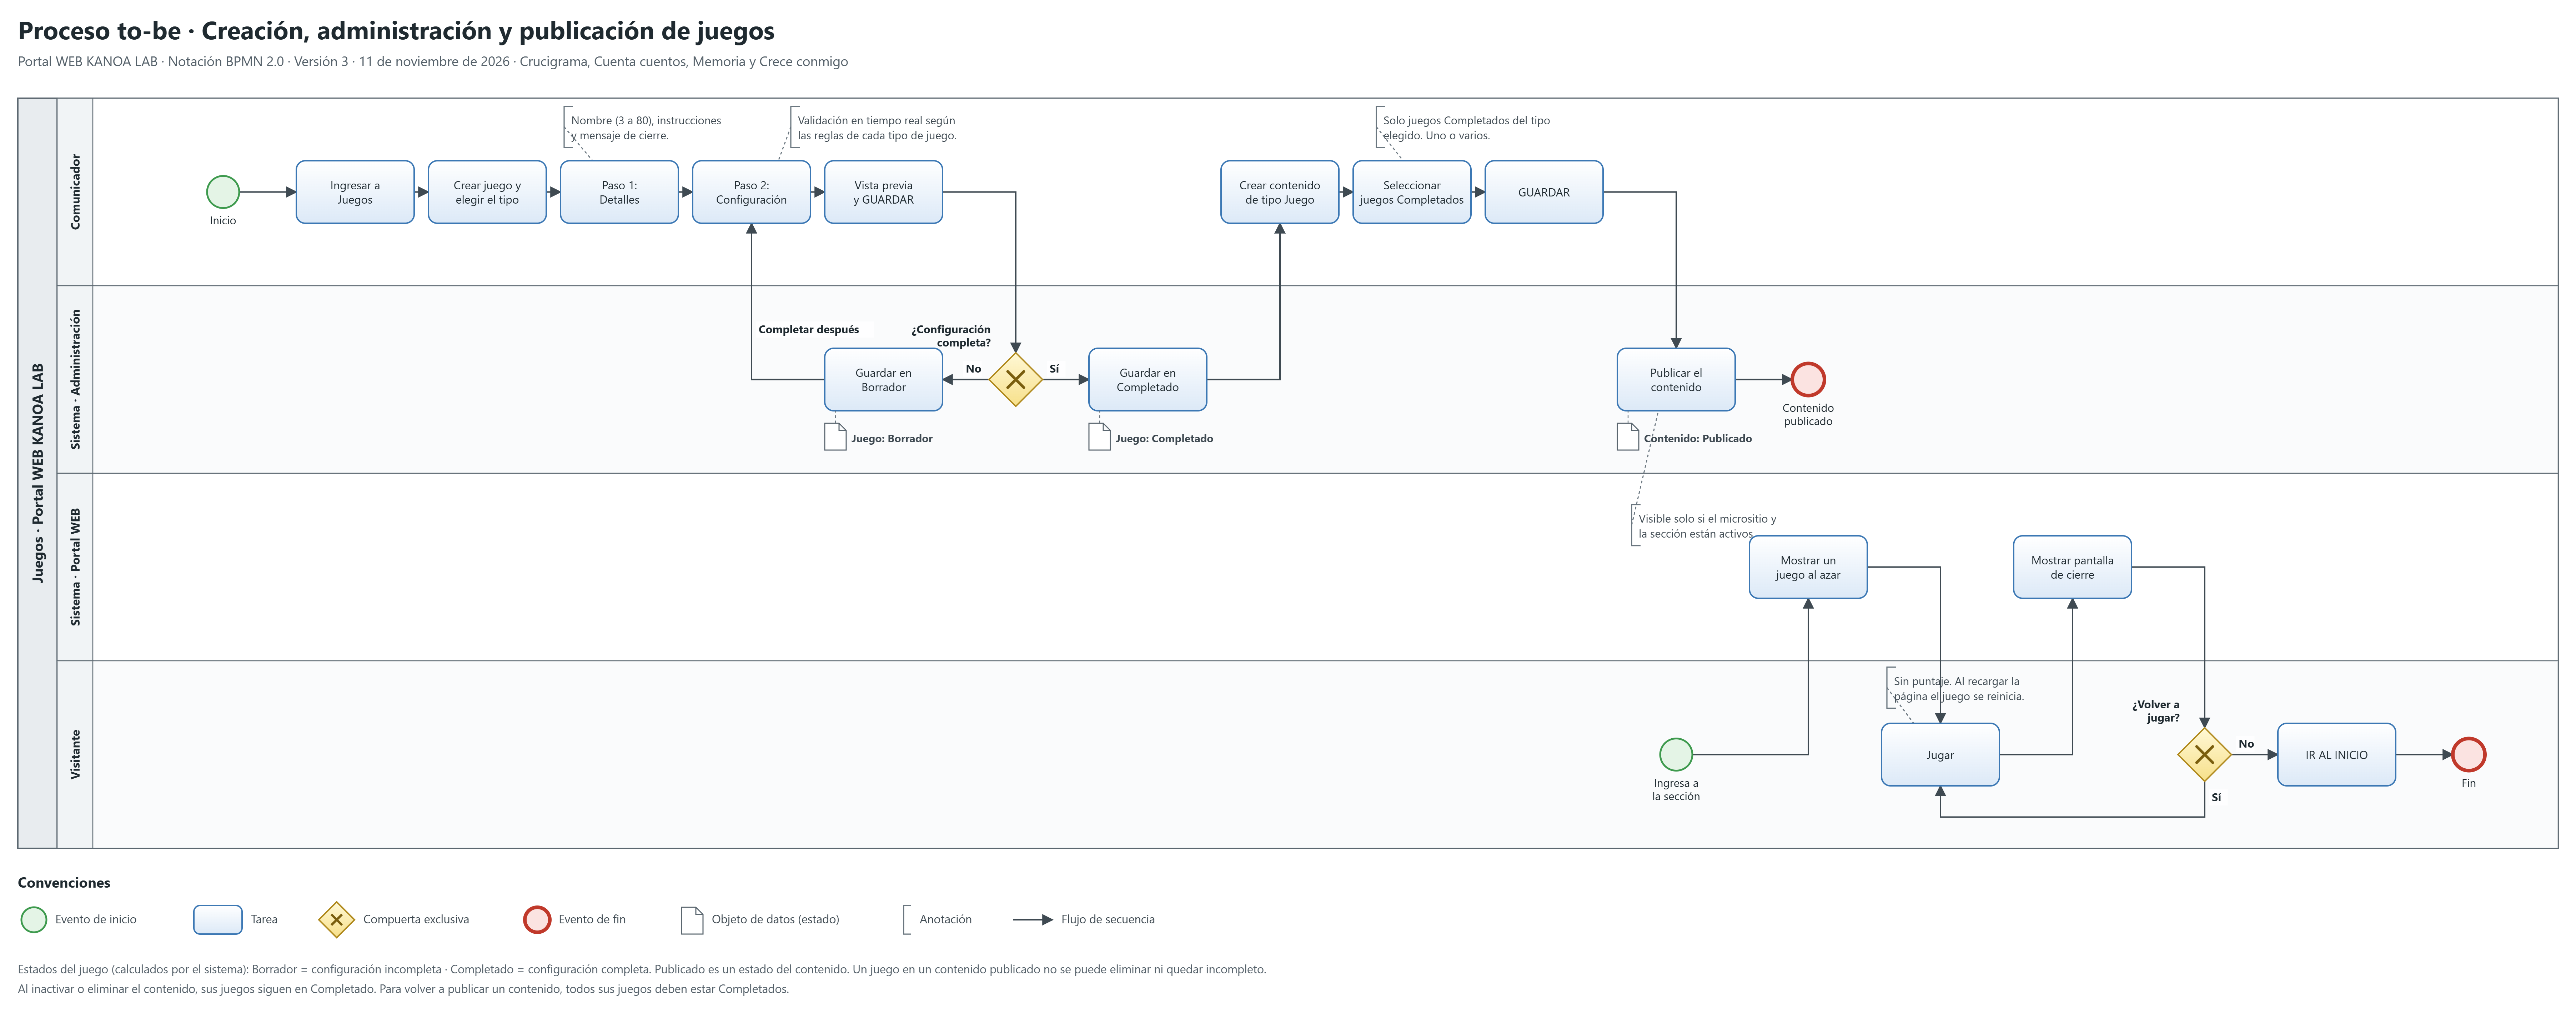 Proceso to-be · Creación, administración y publicación de juegos
Portal WEB KANOA LAB · Notación BPMN 2.0 · Versión 3 · 11 de noviembre de 2026 · Crucigrama, Cuenta cuentos, Memoria y Crece conmigo
Juegos · Portal WEB KANOA LAB
Comunicador
Nombre (3 a 80), instrucciones
y mensaje de cierre.
Validación en tiempo real según
las reglas de cada tipo de juego.
Solo juegos Completados del tipo
elegido. Uno o varios.
Inicio
Ingresar a
Juegos
Crear juego y
elegir el tipo
Paso 1:
Detalles
Paso 2:
Configuración
Vista previa
y GUARDAR
Crear contenido
de tipo Juego
Seleccionar
juegos Completados
GUARDAR
Sistema · Administración
Completar después
¿Configuración
completa?
Guardar en
Borrador
No
Sí
Guardar en
Completado
Publicar el
contenido
Contenido
publicado
Juego: Borrador
Juego: Completado
Contenido: Publicado
Sistema · Portal WEB
Visible solo si el micrositio y
la sección están activos
Mostrar un
juego al azar
Mostrar pantalla
de cierre
Visitante
Sin puntaje. Al recargar la
página el juego se reinicia.
¿Volver a
jugar?
Ingresa a
la sección
Jugar
No
Sí
IR AL INICIO
Fin
Convenciones
Evento de inicio
Tarea
Compuerta exclusiva
Evento de fin
Objeto de datos (estado)
Anotación
Flujo de secuencia
Estados del juego (calculados por el sistema): Borrador = configuración incompleta · Completado = configuración completa. Publicado es un estado del contenido. Un juego en un contenido publicado no se puede eliminar ni quedar incompleto.
Al inactivar o eliminar el contenido, sus juegos siguen en Completado. Para volver a publicar un contenido, todos sus juegos deben estar Completados.